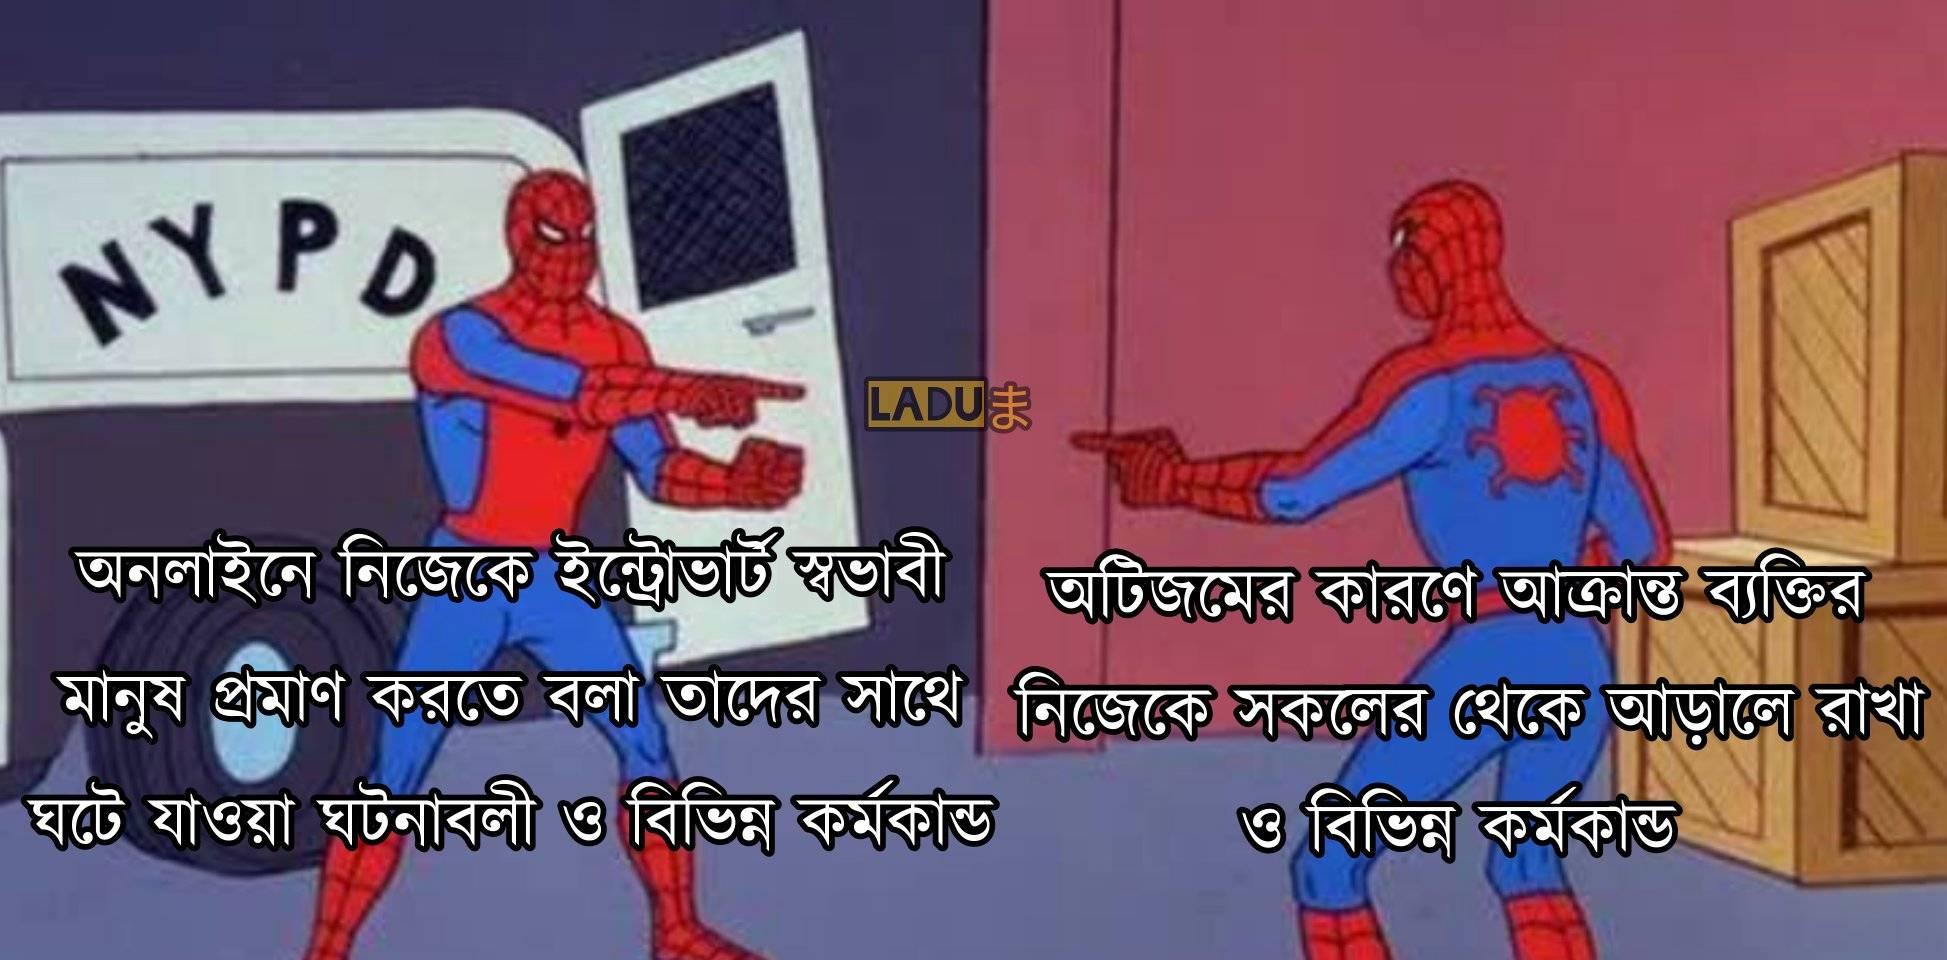 NYPD
LADUま
অনলাইনে নিজেকে ইন্ট্রোভার্ট স্বভাবী
মানুষ প্রমাণ করতে বলা তাদের সাথে
ঘটে যাওয়া ঘটনাবলী ও বিভিন্ন কর্মকান্ড
অটিজমের কারণে আক্রান্ত ব্যক্তির
নিজেকে সকলের থেকে আড়ালে রাখা
ও বিভিন্ন কর্মকান্ড